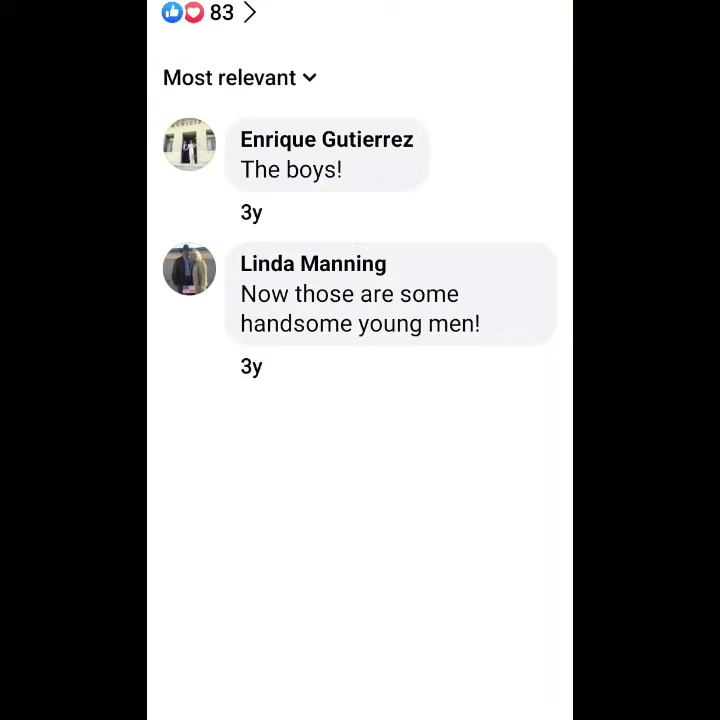 83
Most relevant
Enrique Gutierrez
The boys!
3y
Linda Manning
Now those are some
handsome young men!
3y